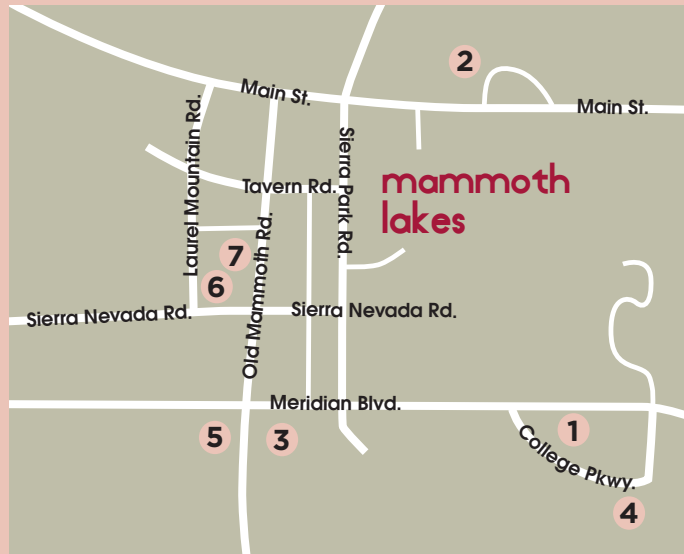 2
Main St.
Main St.
Laurel Mountain Rd.
Sierra Park Rd.
mammoth
lakes
Tavern Rd.
Old Mammoth Rd.
7
6
Sierra Nevada Rd.
Sierra Nevada Rd.
Meridian Blvd.
5
3
1
College Pkwy.
4